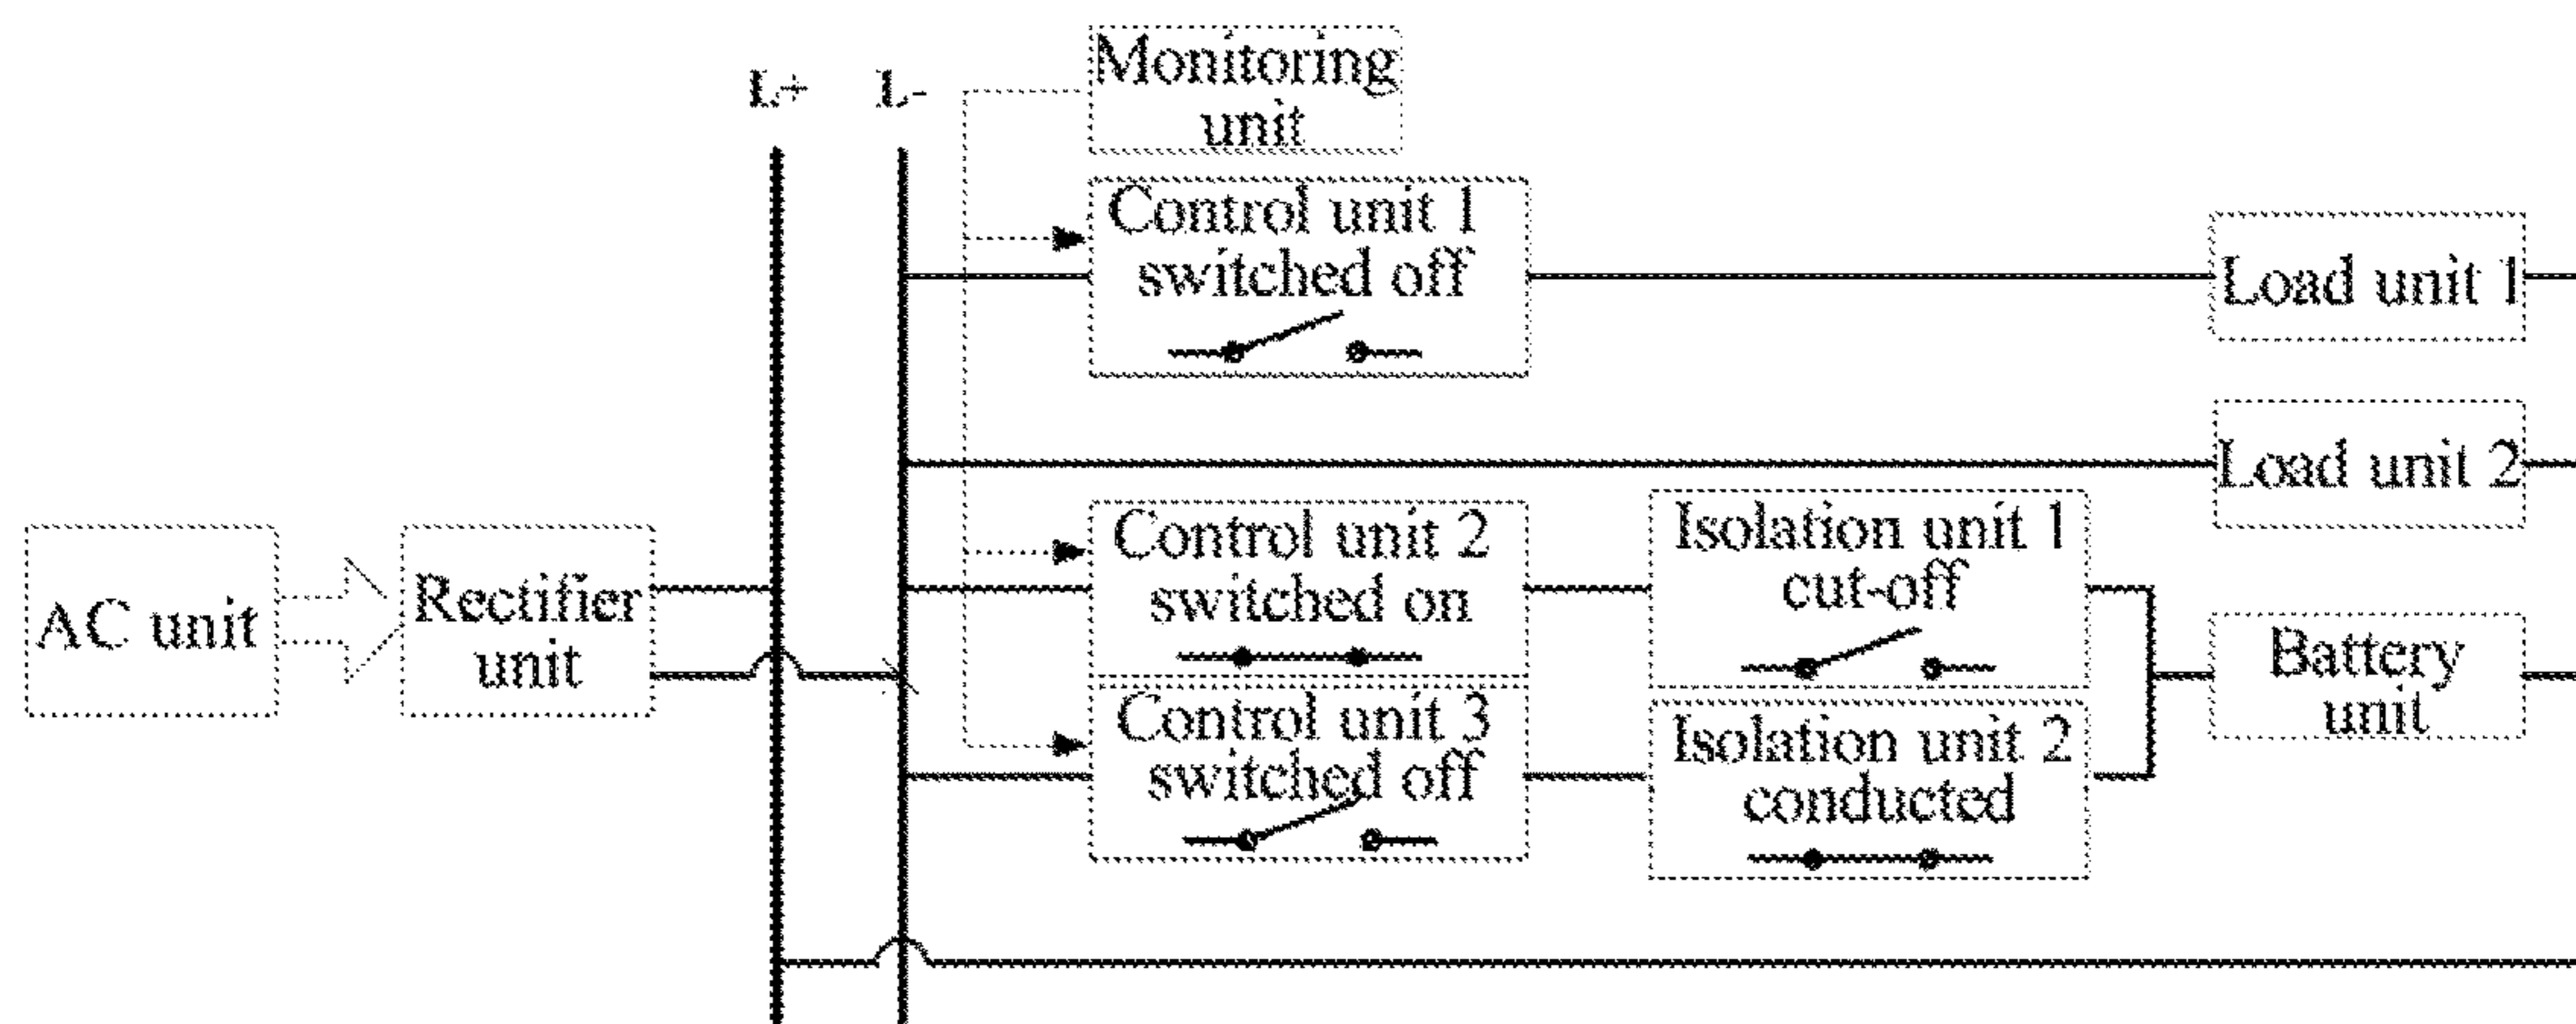 L+
L-
Monitoring
unit
Control unit 1
switched off
Load unit 1
Load unit 2
AC unit
Rectifier
unit
Control unit 2
switched on
Isolation unit 1
cut-off
Battery
unit
Control unit 3
switched off
Isolation unit 2
conducted